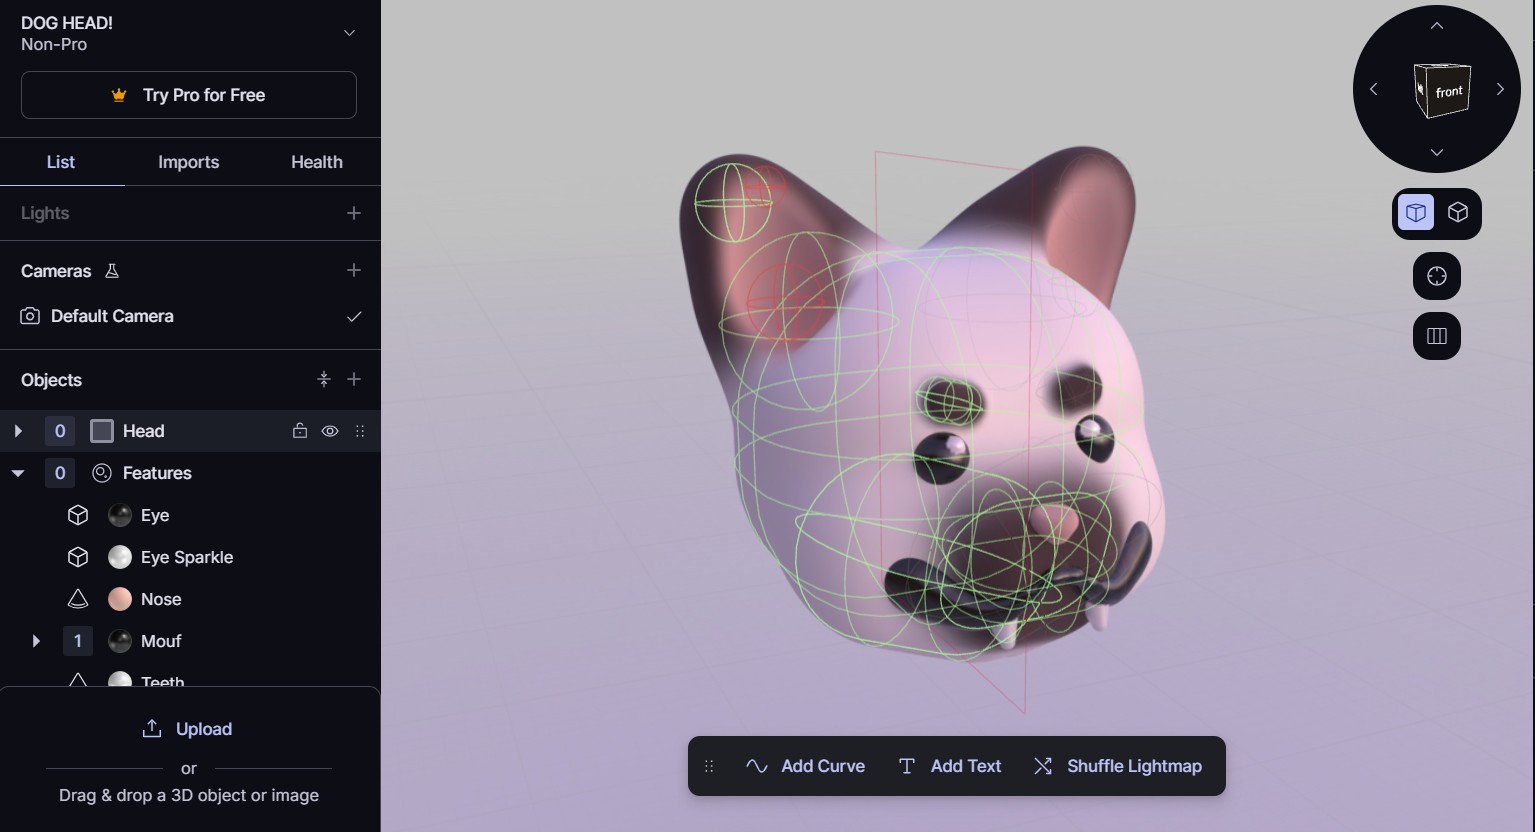 DOG HEAD!
Non-Pro
Try Pro for Free
List Imports Health
Lights
Cameras
Default Camera
Objects
0 Head
0 Features
Eye
Eye Sparkle
Nose
1 Mouf
Teeth
Upload
or
Drag & drop a 3D object or image
front
Add Curve Add Text Shuffle Lightmap